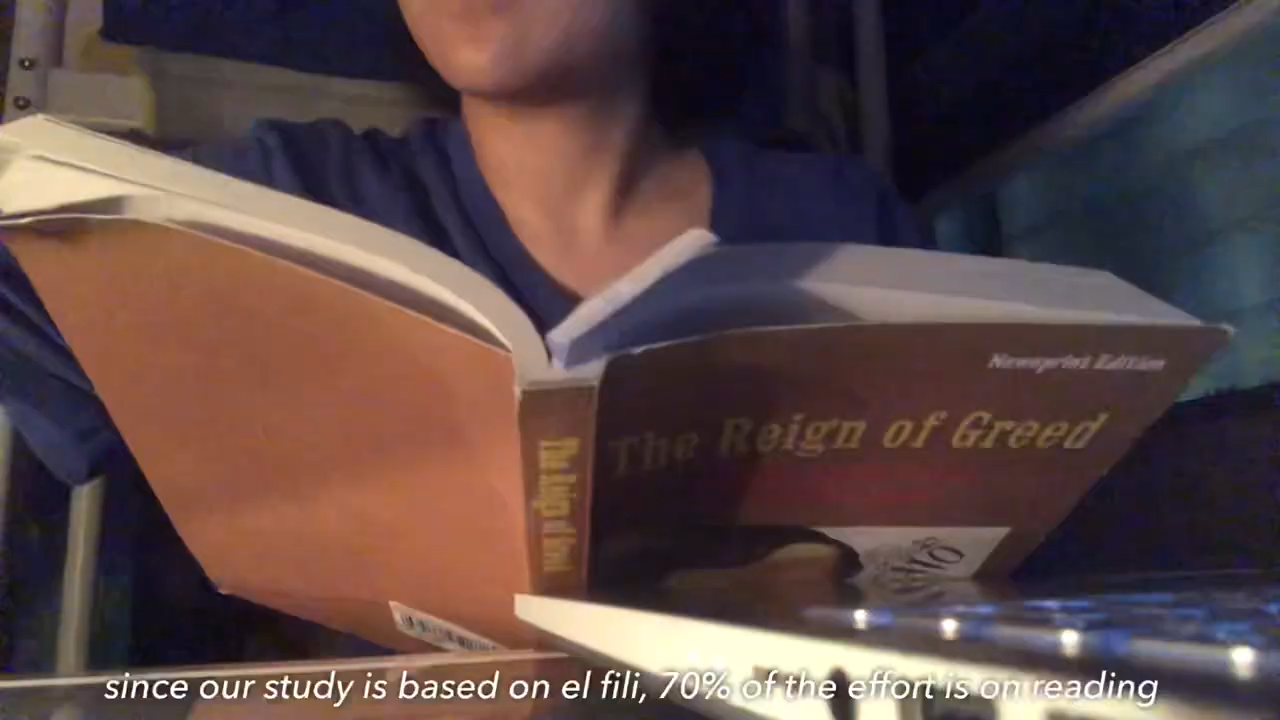 Newsprint Edition
The Reign of Greed
The Reign of Greed
since our study is based on el fili, 70% of the effort is on reading